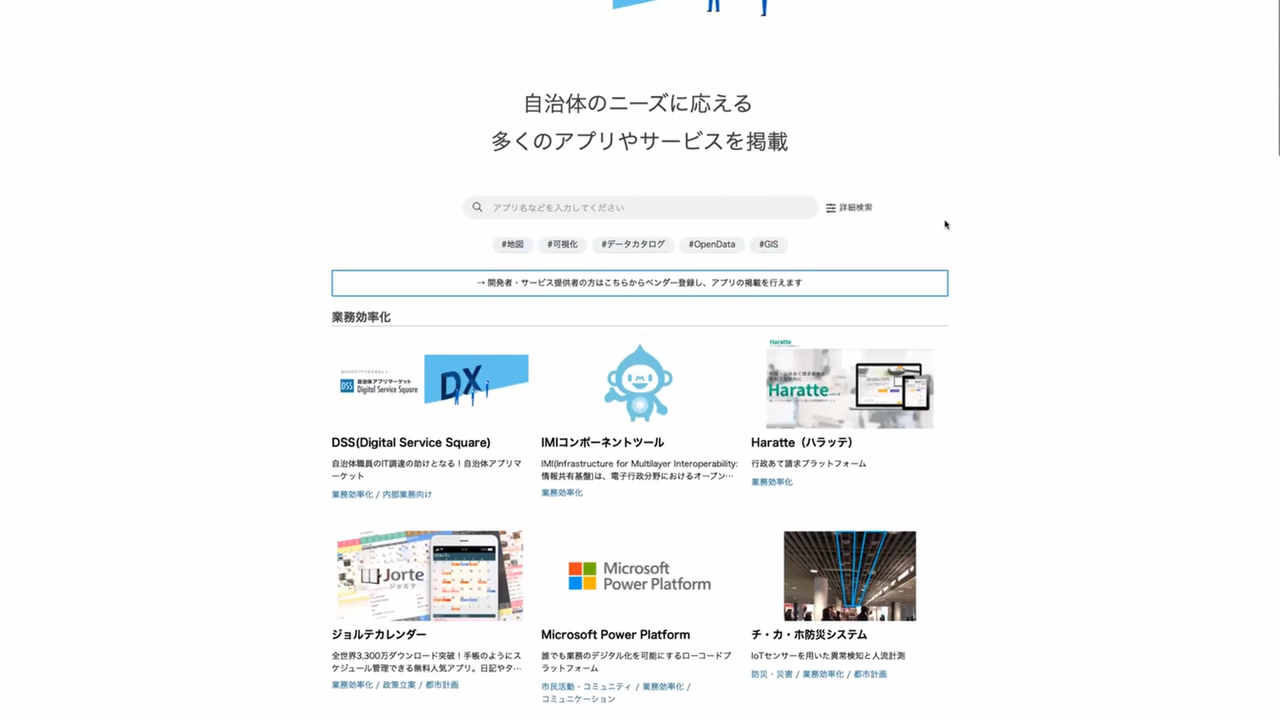 自治体のニーズに応える
多くのアプリやサービスを掲載
アプリ名などを入力してください
詳細検索
#地図
#可視化
#データカタログ
#OpenData
#GIS
→ 開発者・サービス提供者の方はこちらからベンダー登録し、アプリの掲載を行えます
業務効率化
DSS 自治体アプリマーケット
Digital Service Square
DX
IMI
Haratte
Haratte
DSS(Digital Service Square)
自治体職員のIT調達の助けとなる！自治体アプリマ
ーケット
業務効率化 / 内部業務向け
IMIコンポーネントツール
IMI(Infrastructure for Multilayer Interoperability:
情報共有基盤)は、電子行政分野におけるオープン…
業務効率化
Haratte（ハラッテ）
行政あて請求プラットフォーム
業務効率化
Jorte
ジョルテ
Microsoft
Power Platform
ジョルテカレンダー
全世界3,300万ダウンロード突破！手帳のようにス
ケジュール管理できる無料人気アプリ。日記やタ…
業務効率化 / 政策立案 / 都市計画
Microsoft Power Platform
誰でも業務のデジタル化を可能にするローコードプ
ラットフォーム
市民活動・コミュニティ / 業務効率化 /
コミュニケーション
チ・カ・ホ防災システム
IoTセンサーを用いた異常検知と人流計測
防災・災害 / 業務効率化 / 都市計画